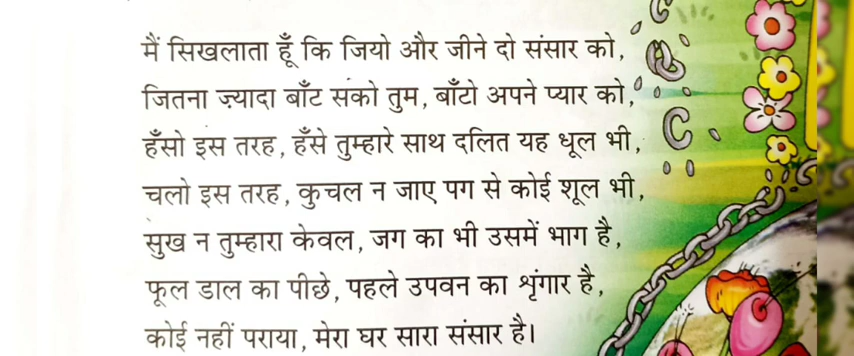 मैं सिखलाता हूँ कि जियो और जीने दो संसार को,
जितना ज़्यादा बाँट सको तुम, बाँटो अपने प्यार को,
हँसो इस तरह, हँसे तुम्हारे साथ दलित यह धूल भी,
चलो इस तरह, कुचल न जाए पग से कोई शूल भी,
सुख न तुम्हारा केवल, जग का भी उसमें भाग है,
फूल डाल का पीछे, पहले उपवन का शृंगार है,
कोई नहीं पराया, मेरा घर सारा संसार है।